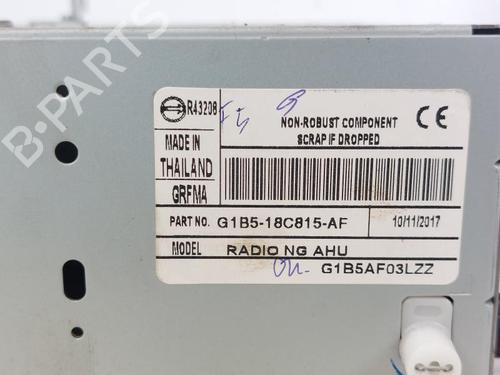 R43208
NON-ROBUST COMPONENT
SCRAP IF DROPPED
CE
MADE IN
THAILAND
GRFMA
PART NO. G1B5-18C815-AF 10/11/2017
MODEL RADIO NG AHU
G1B5AF03LZZ
B-PARTS